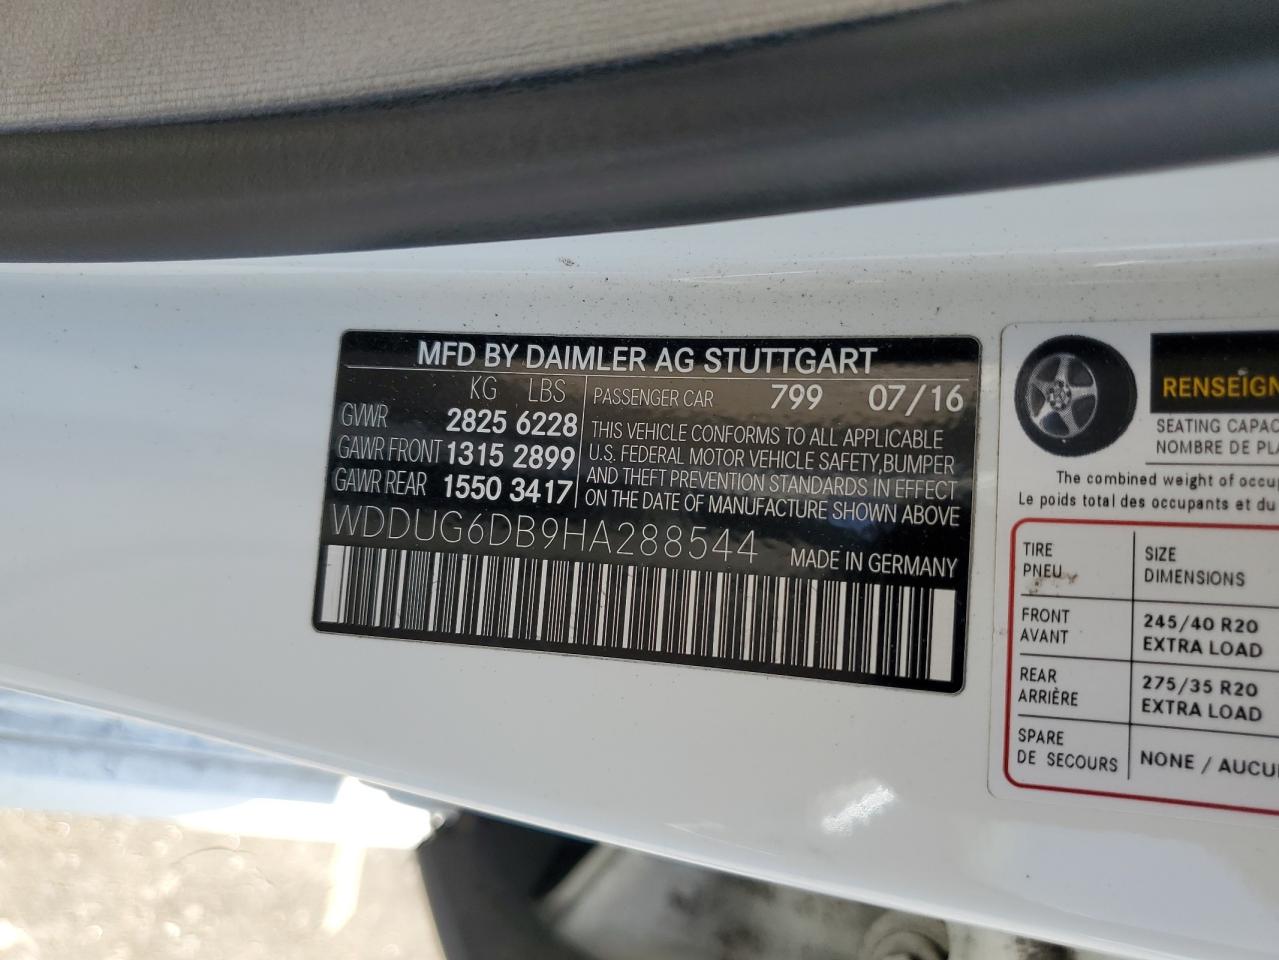 MFD BY DAIMLER AG STUTTGART
KG LBS
GVWR 2825 6228
GAWR FRONT 1315 2899
GAWR REAR 1550 3417
PASSENGER CAR 799 07/16
THIS VEHICLE CONFORMS TO ALL APPLICABLE
U.S. FEDERAL MOTOR VEHICLE SAFETY, BUMPER
AND THEFT PREVENTION STANDARDS IN EFFECT
ON THE DATE OF MANUFACTURE SHOWN ABOVE
WDDUG6DB9HA288544 MADE IN GERMANY
RENSEIGN
SEATING CAPAC
NOMBRE DE PLA
The combined weight of occup
Le poids total des occupants et du
TIRE SIZE
PNEU DIMENSIONS
FRONT 245/40 R20
AVANT EXTRA LOAD
REAR 275/35 R20
ARRIÈRE EXTRA LOAD
SPARE
DE SECOURS NONE / AUCU